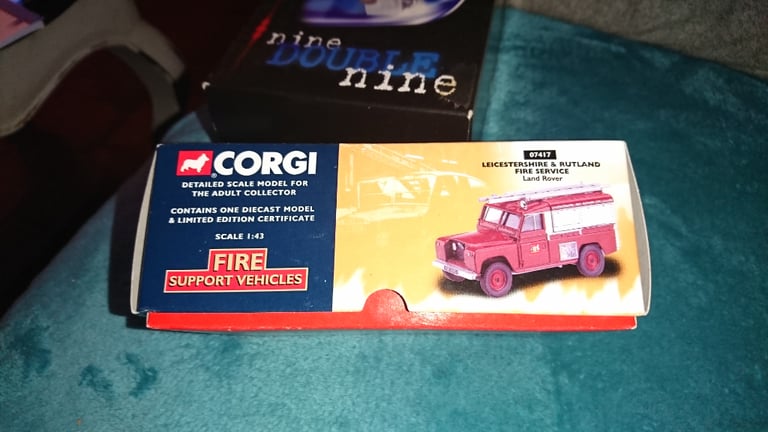 nine
DOUBLE
nine
CORGI
DETAILED SCALE MODEL FOR
THE ADULT COLLECTOR
CONTAINS ONE DIECAST MODEL
& LIMITED EDITION CERTIFICATE
SCALE 1:43
FIRE
SUPPORT VEHICLES
07417
LEICESTERSHIRE & RUTLAND
FIRE SERVICE
Land Rover